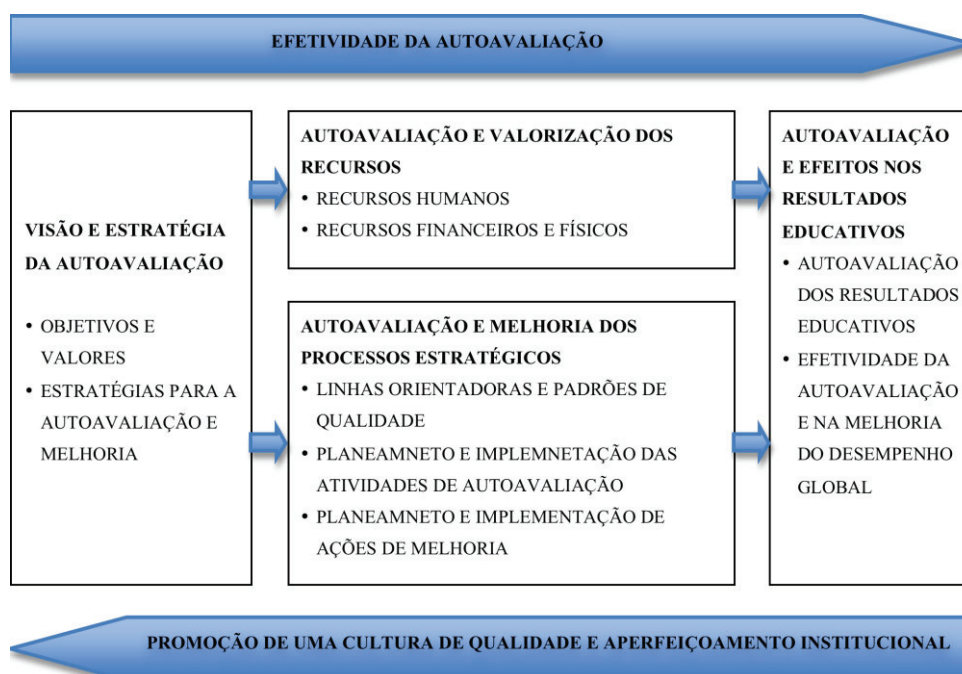 EFETIVIDADE DA AUTOAVALIAÇÃO
VISÃO E ESTRATÉGIA
DA AUTOAVALIAÇÃO
• OBJETIVOS E
VALORES
• ESTRATÉGIAS PARA A
AUTOAVALIAÇÃO E
MELHORIA
AUTOAVALIAÇÃO E VALORIZAÇÃO DOS
RECURSOS
• RECURSOS HUMANOS
• RECURSOS FINANCEIROS E FÍSICOS
AUTOAVALIAÇÃO E MELHORIA DOS
PROCESSOS ESTRATÉGICOS
• LINHAS ORIENTADORAS E PADRÕES DE
QUALIDADE
• PLANEAMNETO E IMPLEMNETAÇÃO DAS
ATIVIDADES DE AUTOAVALIAÇÃO
• PLANEAMNETO E IMPLEMENTAÇÃO DE
AÇÕES DE MELHORIA
AUTOAVALIAÇÃO
E EFEITOS NOS
RESULTADOS
EDUCATIVOS
• AUTOAVALIAÇÃO
DOS RESULTADOS
EDUCATIVOS
• EFETIVIDADE DA
AUTOAVALIAÇÃO
E NA MELHORIA
DO DESEMPENHO
GLOBAL
PROMOÇÃO DE UMA CULTURA DE QUALIDADE E APERFEIÇOAMENTO INSTITUCIONAL